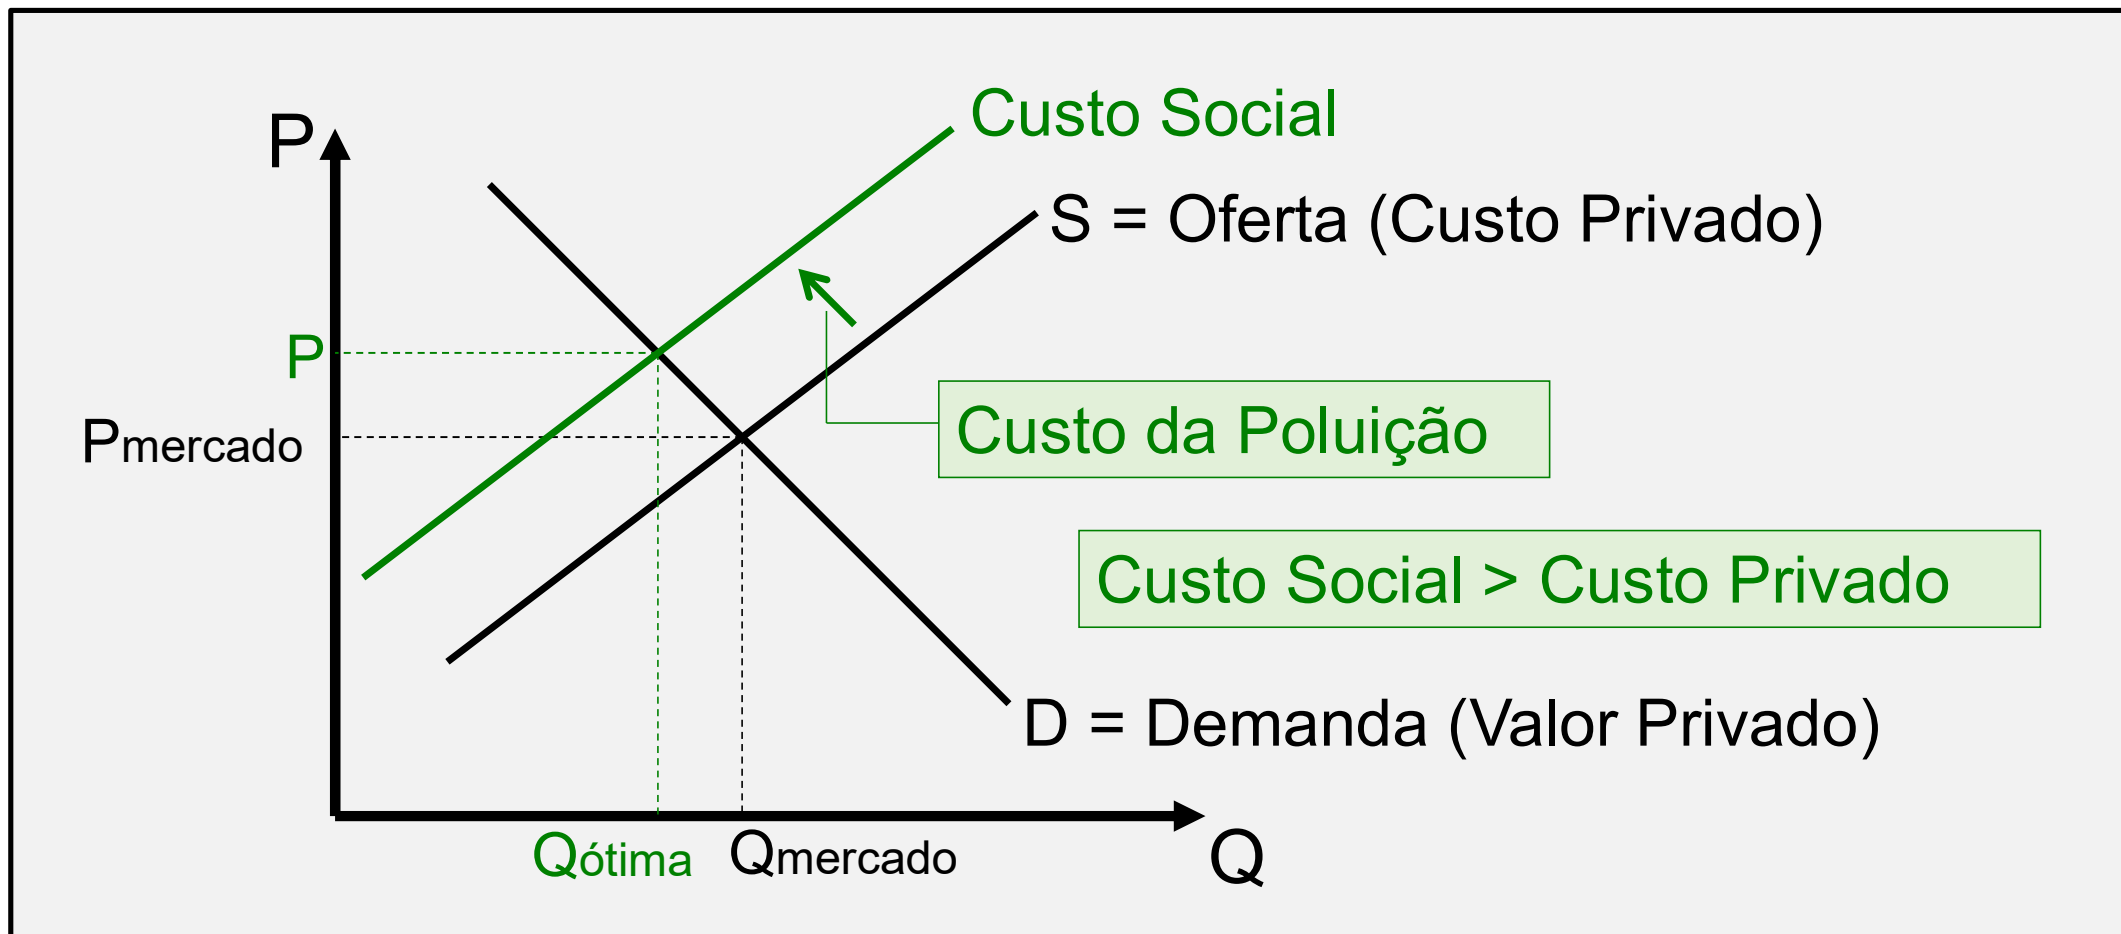 Custo Social
P
S = Oferta (Custo Privado)
P
Custo da Poluição
Pmercado
Custo Social > Custo Privado
D = Demanda (Valor Privado)
Qótima
Qmercado
Q